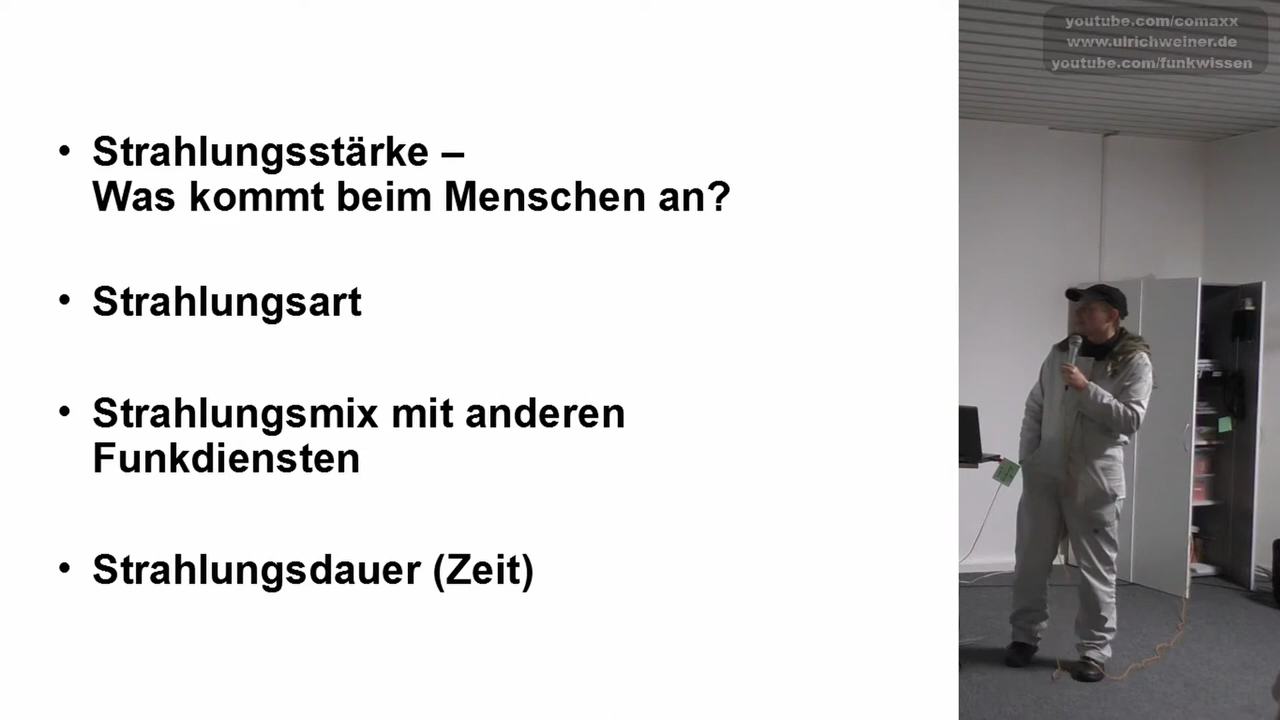 • Strahlungsstärke –
Was kommt beim Menschen an?
• Strahlungsart
• Strahlungsmix mit anderen
Funkdiensten
• Strahlungsdauer (Zeit)
youtube.com/comaxx
www.ulrichweiner.de
youtube.com/funkwissen